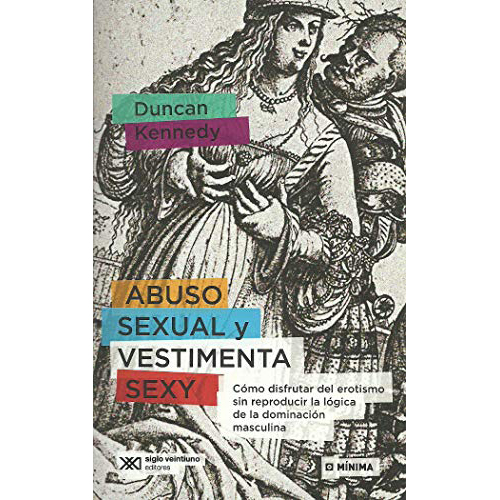 Duncan
Kennedy
ABUSO
SEXUAL y
VESTIMENTA
SEXY
Cómo disfrutar del erotismo
sin reproducir la lógica
de la dominación
masculina
siglo veintiuno
editores
MÍNIMA